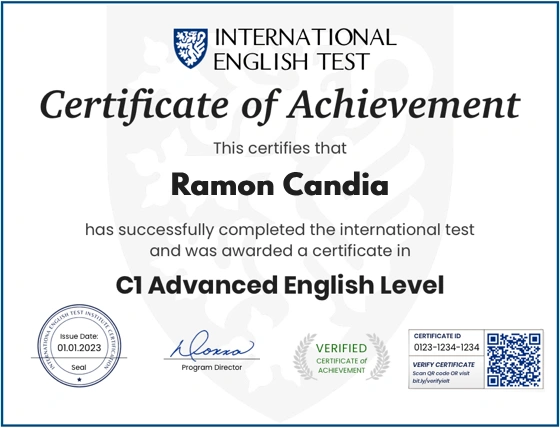 INTERNATIONAL
ENGLISH TEST
Certificate of Achievement
This certifies that
Ramon Candia
has successfully completed the international test
and was awarded a certificate in
C1 Advanced English Level
INTERNATIONAL ENGLISH TEST INSTITUTE CERTIFICATION
Issue Date:
01.01.2023
Seal
Donna
Program Director
VERIFIED
CERTIFICATE of
ACHIEVEMENT
CERTIFICATE ID
0123-1234-1234
VERIFY CERTIFICATE
Scan QR code OR visit
bit.ly/verifyielt